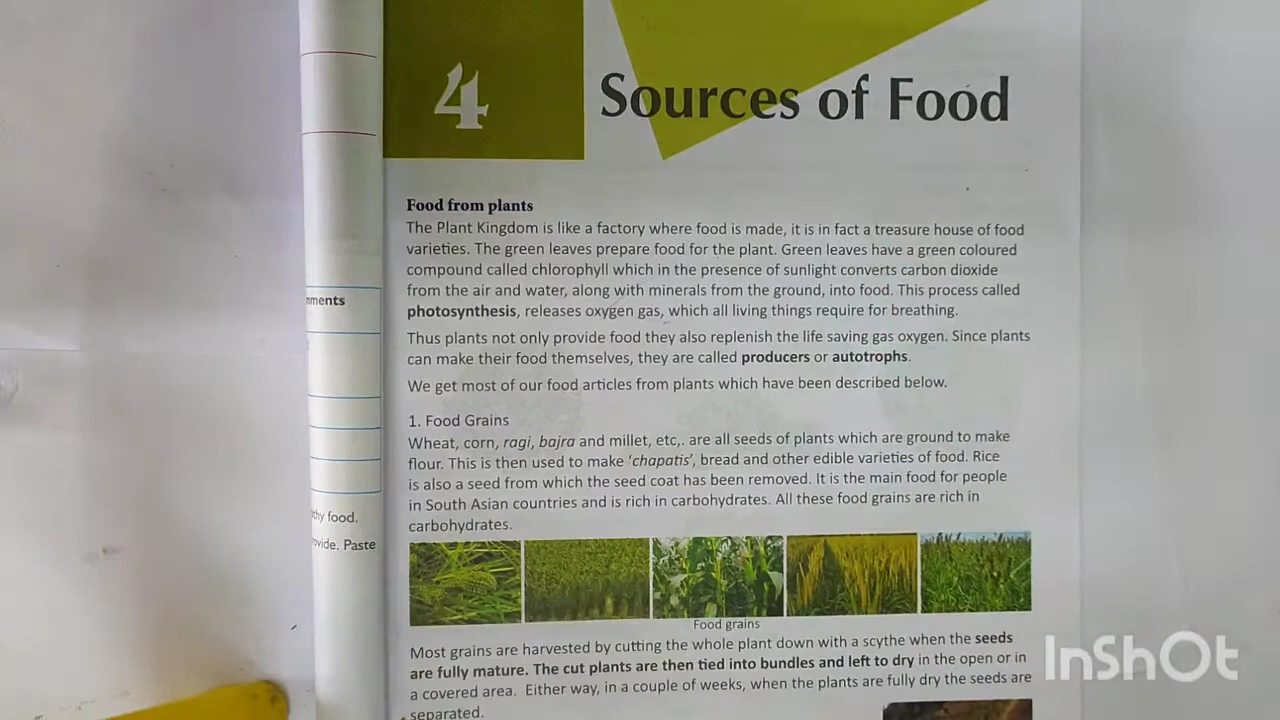 4
Sources of Food
Food from plants
The Plant Kingdom is like a factory where food is made, it is in fact a treasure house of food
varieties. The green leaves prepare food for the plant. Green leaves have a green coloured
compound called chlorophyll which in the presence of sunlight converts carbon dioxide
from the air and water, along with minerals from the ground, into food. This process called
photosynthesis, releases oxygen gas, which all living things require for breathing.
Thus plants not only provide food they also replenish the life saving gas oxygen. Since plants
can make their food themselves, they are called producers or autotrophs.
We get most of our food articles from plants which have been described below.
1. Food Grains
Wheat, corn, ragi, bajra and millet, etc,. are all seeds of plants which are ground to make
flour. This is then used to make ‘chapatis’, bread and other edible varieties of food. Rice
is also a seed from which the seed coat has been removed. It is the main food for people
in South Asian countries and is rich in carbohydrates. All these food grains are rich in
carbohydrates.
Food grains
Most grains are harvested by cutting the whole plant down with a scythe when the seeds
are fully mature. The cut plants are then tied into bundles and left to dry in the open or in
a covered area. Either way, in a couple of weeks, when the plants are fully dry the seeds are
separated.
food.
Paste
InShOt